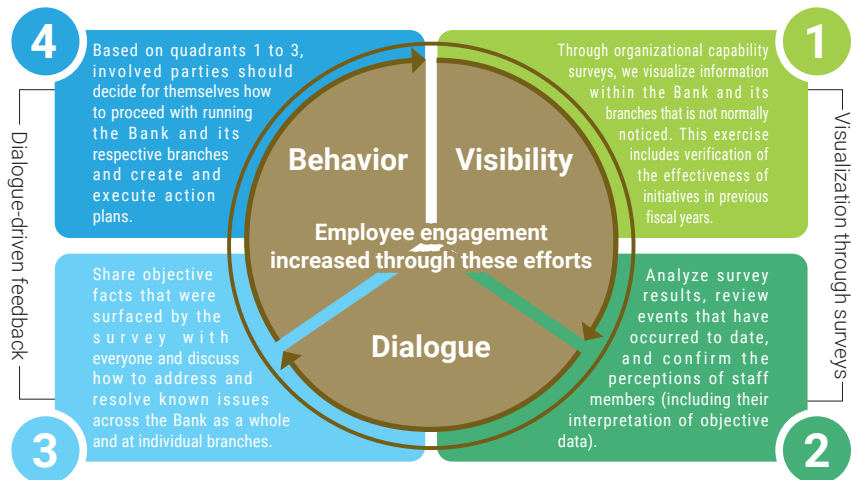 4
Based on quadrants 1 to 3,
involved parties should
decide for themselves how
to proceed with running
the Bank and its
respective branches
and create and
execute action
plans.
1
Through organizational capability
surveys, we visualize information
within the Bank and its
branches that is not normally
noticed. This exercise
includes verification of
the effectiveness of
initiatives in previous
fiscal years.
Behavior
Visibility
Employee engagement
increased through these efforts
Dialogue
Dialogue-driven feedback
Visualization through surveys
Share objective
facts that were
surfaced by the
survey with
everyone and discuss
how to address and
resolve known issues
across the Bank as a whole
and at individual branches.
3
Analyze survey
results, review
events that have
occurred to date,
and confirm the
perceptions of staff
members (including their
interpretation of objective
data).
2